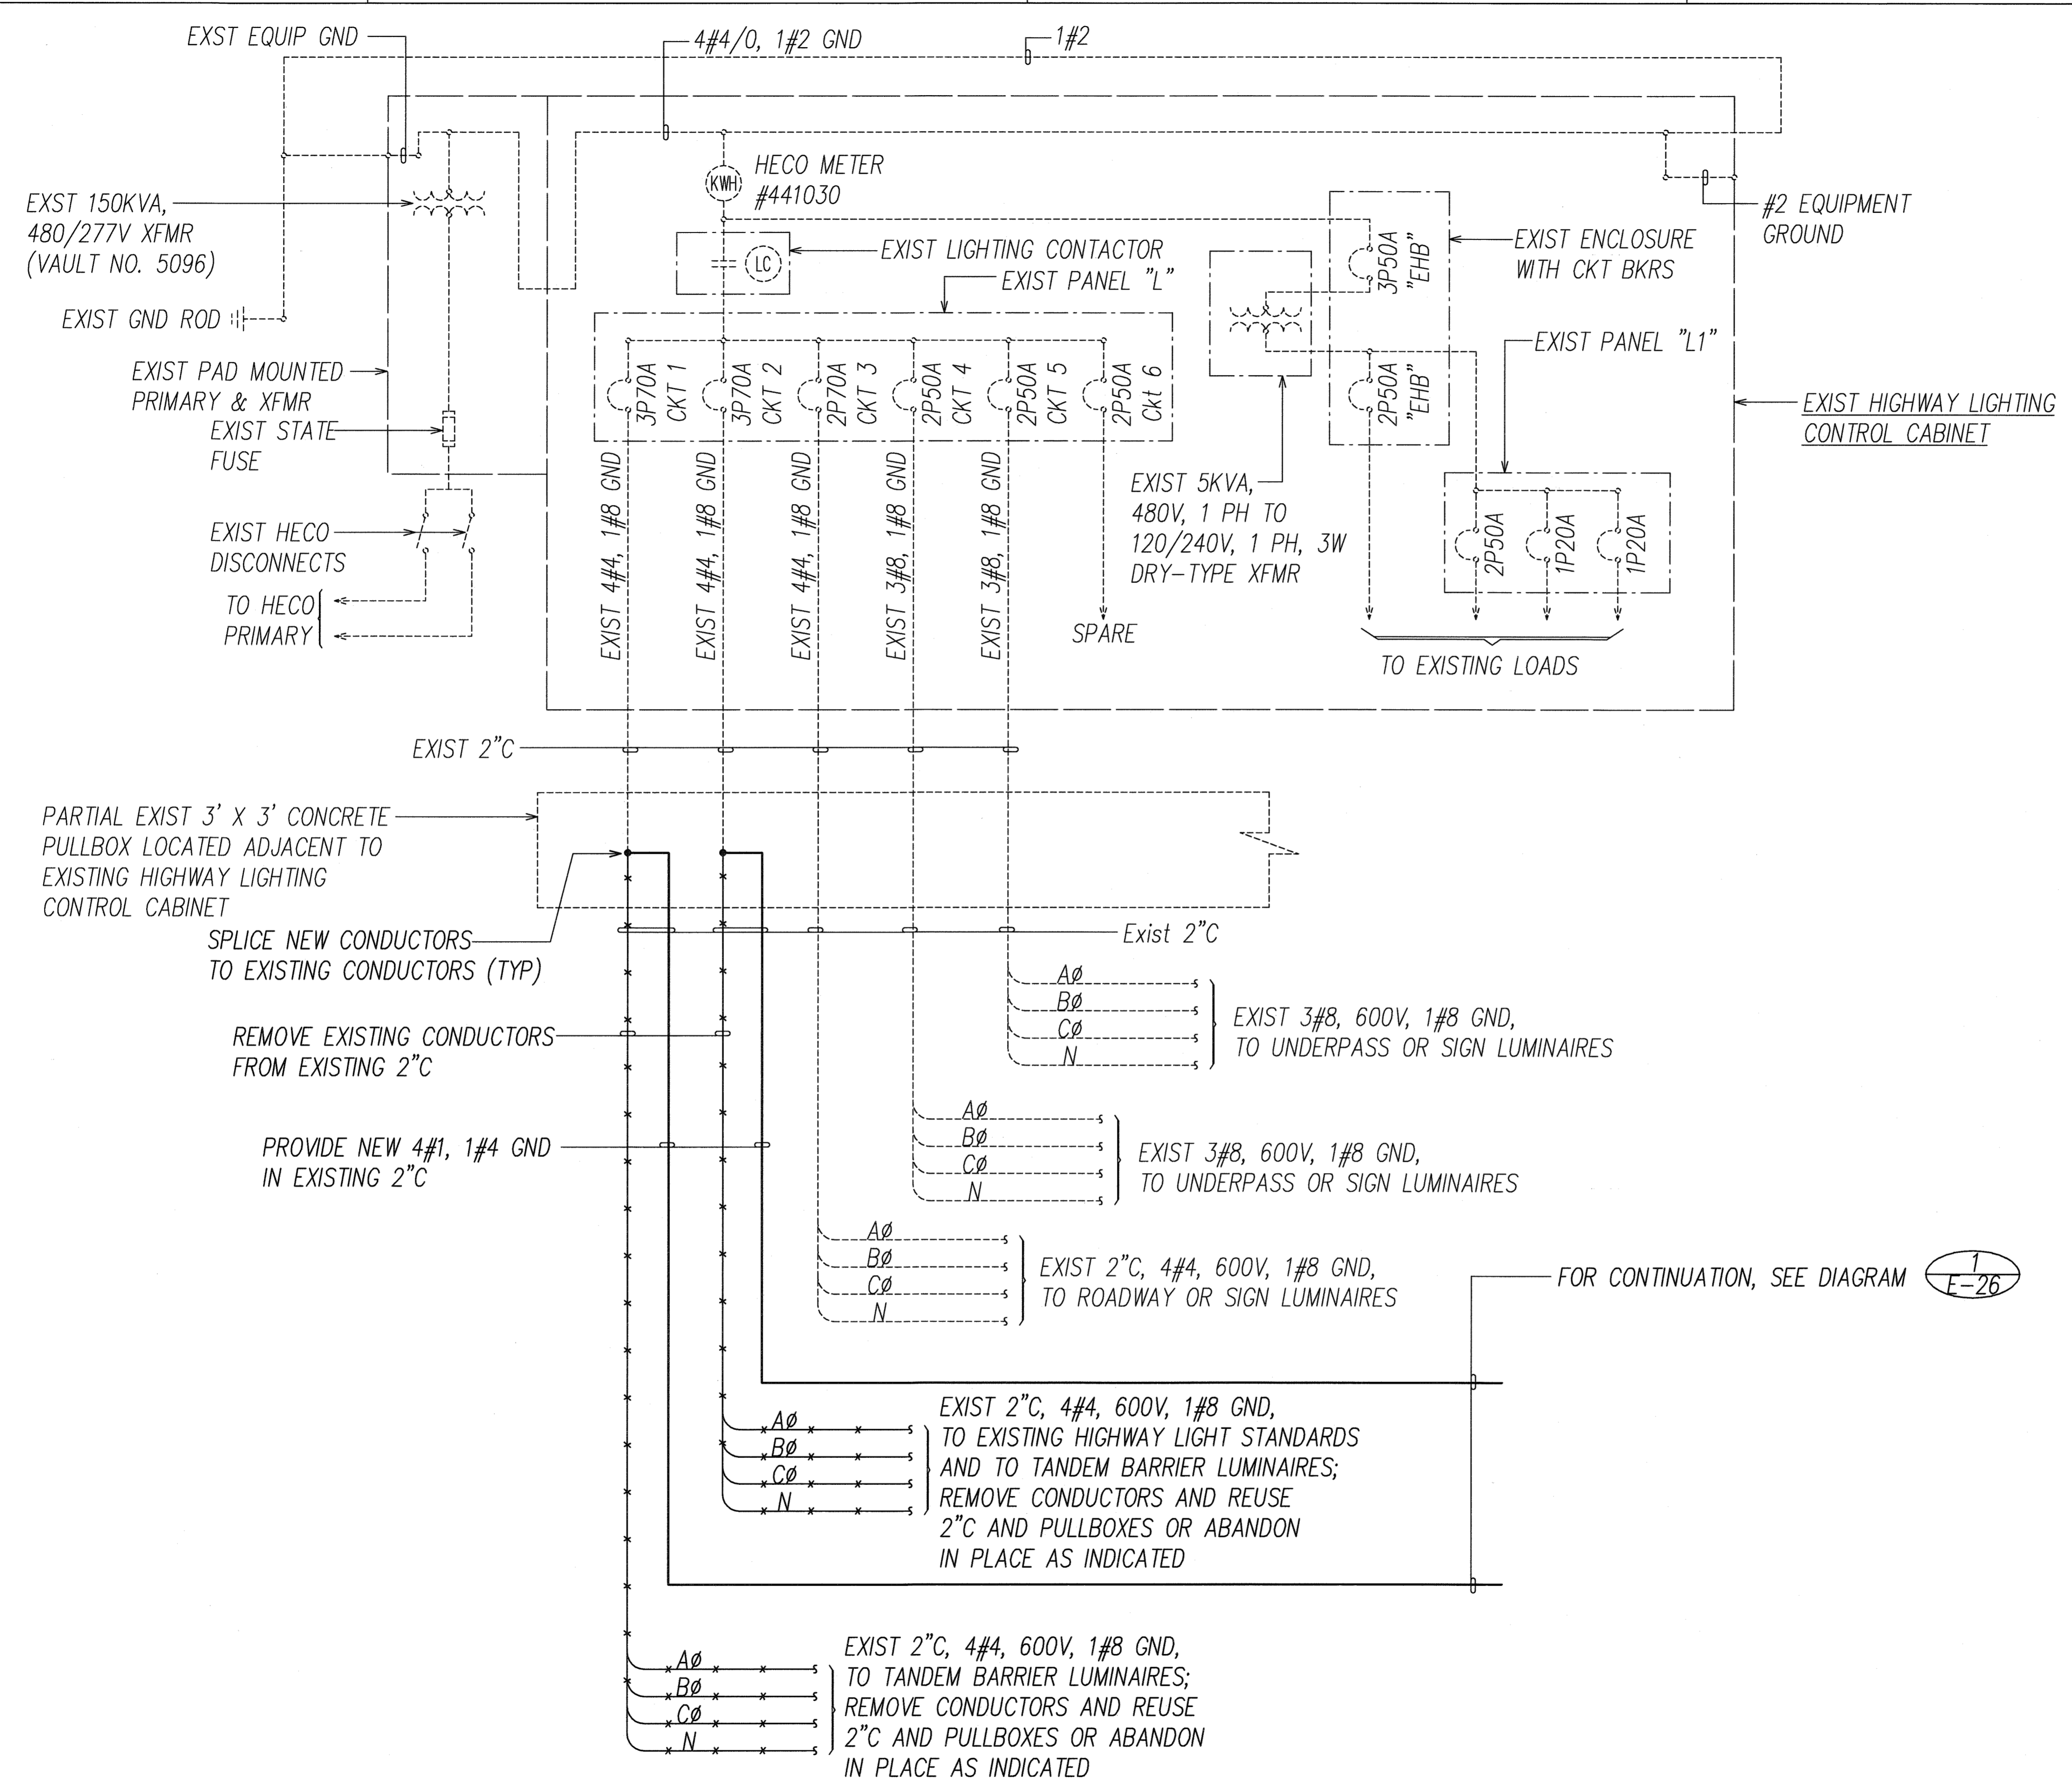 EXST EQUIP GND
4#4/0, 1#2 GND
1#2
HECO METER
#441030
KWH
EXST 150KVA,
480/277V XFMR
(VAULT NO. 5096)
#2 EQUIPMENT
GROUND
EXIST LIGHTING CONTACTOR
LC
EXIST PANEL "L"
EXIST ENCLOSURE
WITH CKT BKRS
3P50A
"EHB"
EXIST GND ROD
EXIST PANEL "L1"
EXIST PAD MOUNTED
PRIMARY & XFMR
3P70A
CKT 1
3P70A
CKT 2
2P70A
CKT 3
2P50A
CKT 4
2P50A
CKT 5
2P50A
Ckt 6
2P50A
"EHB"
EXIST HIGHWAY LIGHTING
CONTROL CABINET
EXIST STATE
FUSE
EXIST 5KVA,
480V, 1 PH TO
120/240V, 1 PH, 3W
DRY-TYPE XFMR
EXIST 4#4, 1#8 GND
EXIST 4#4, 1#8 GND
EXIST 4#4, 1#8 GND
EXIST 3#8, 1#8 GND
EXIST 3#8, 1#8 GND
2P50A
1P20A
1P20A
EXIST HECO
DISCONNECTS
TO HECO
PRIMARY
SPARE
TO EXISTING LOADS
EXIST 2"C
PARTIAL EXIST 3' X 3' CONCRETE
PULLBOX LOCATED ADJACENT TO
EXISTING HIGHWAY LIGHTING
CONTROL CABINET
SPLICE NEW CONDUCTORS
TO EXISTING CONDUCTORS (TYP)
Exist 2"C
AØ
BØ
CØ
N
EXIST 3#8, 600V, 1#8 GND,
TO UNDERPASS OR SIGN LUMINAIRES
REMOVE EXISTING CONDUCTORS
FROM EXISTING 2"C
AØ
BØ
CØ
N
EXIST 3#8, 600V, 1#8 GND,
TO UNDERPASS OR SIGN LUMINAIRES
PROVIDE NEW 4#1, 1#4 GND
IN EXISTING 2"C
AØ
BØ
CØ
N
EXIST 2"C, 4#4, 600V, 1#8 GND,
TO ROADWAY OR SIGN LUMINAIRES
FOR CONTINUATION, SEE DIAGRAM
1
E-26
AØ
BØ
CØ
N
EXIST 2"C, 4#4, 600V, 1#8 GND,
TO EXISTING HIGHWAY LIGHT STANDARDS
AND TO TANDEM BARRIER LUMINAIRES;
REMOVE CONDUCTORS AND REUSE
2"C AND PULLBOXES OR ABANDON
IN PLACE AS INDICATED
AØ
BØ
CØ
N
EXIST 2"C, 4#4, 600V, 1#8 GND,
TO TANDEM BARRIER LUMINAIRES;
REMOVE CONDUCTORS AND REUSE
2"C AND PULLBOXES OR ABANDON
IN PLACE AS INDICATED